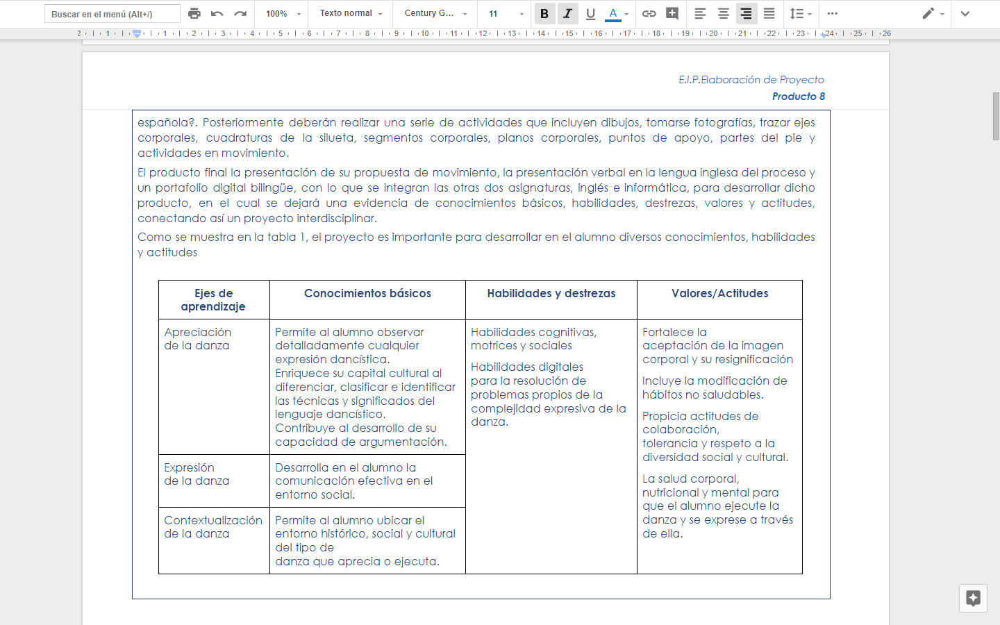 Buscar en el menú (Alt+/)
100%
Texto normal
Century G...
11
B
I
U
A
2 1 1 2 3 4 5 6 7 8 9 10 11 12 13 14 15 16 17 18 19 20 21 22 23 24 25 26
E.I.P.Elaboración de Proyecto
Producto 8
española?. Posteriormente deberán realizar una serie de actividades que incluyen dibujos, tomarse fotografías, trazar ejes
corporales, cuadraturas de la silueta, segmentos corporales, planos corporales, puntos de apoyo, partes del pie y
actividades en movimiento.
El producto final la presentación de su propuesta de movimiento, la presentación verbal en la lengua inglesa del proceso y
un portafolio digital bilingüe, con lo que se integran las otras dos asignaturas, inglés e informática, para desarrollar dicho
producto, en el cual se dejará una evidencia de conocimientos básicos, habilidades, destrezas, valores y actitudes,
conectando así un proyecto interdisciplinar.
Como se muestra en la tabla 1, el proyecto es importante para desarrollar en el alumno diversos conocimientos, habilidades
y actitudes
Ejes de
aprendizaje
Conocimientos básicos
Habilidades y destrezas
Valores/Actitudes
Apreciación
de la danza
Permite al alumno observar
detalladamente cualquier
expresión dancística.
Enriquece su capital cultural al
diferenciar, clasificar e identificar
las técnicas y significados del
lenguaje dancístico.
Contribuye al desarrollo de su
capacidad de argumentación.
Habilidades cognitivas,
motrices y sociales
Habilidades digitales
para la resolución de
problemas propios de la
complejidad expresiva de la
danza.
Fortalece la
aceptación de la imagen
corporal y su resignificación
Incluye la modificación de
hábitos no saludables.
Propicia actitudes de
colaboración,
tolerancia y respeto a la
diversidad social y cultural.
La salud corporal,
nutricional y mental para
que el alumno ejecute la
danza y se exprese a través
de ella.
Expresión
de la danza
Desarrolla en el alumno la
comunicación efectiva en el
entorno social.
Contextualización
de la danza
Permite al alumno ubicar el
entorno histórico, social y cultural
del tipo de
danza que aprecia o ejecuta.